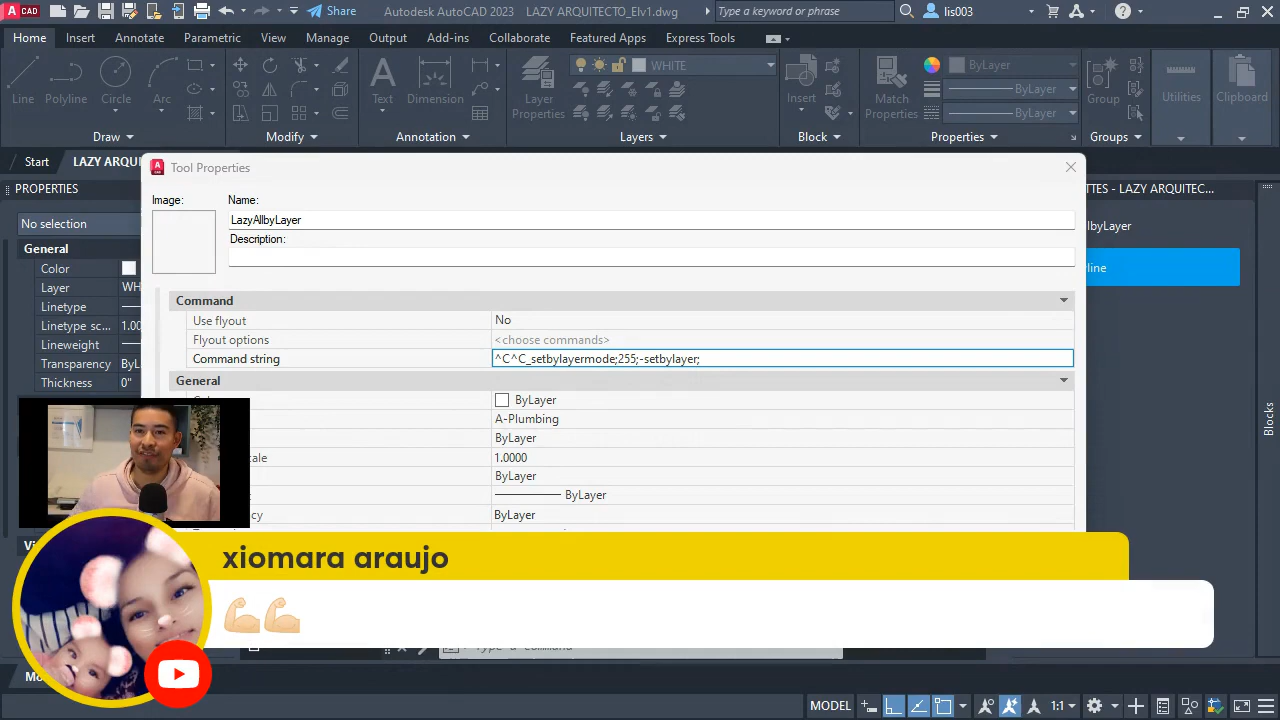 A CAD
Share
Autodesk AutoCAD 2023 LAZY ARQUITECTO_Elv1.dwg
Type a keyword or phrase
lis003
Home Insert Annotate Parametric View Manage Output Add-ins Collaborate Featured Apps Express Tools
WHITE
ByLayer
ByLayer
ByLayer
Line Polyline Circle Arc
Text Dimension
Layer
Properties
Insert
Match
Properties
Group
Utilities
Clipboard
Draw Modify Annotation Layers Block Properties Groups
Start
LAZY ARQU
PROPERTIES
No selection
General
Color
Layer WH
Linetype
Linetype sc... 1.00
Lineweight
Transparency ByL
Thickness 0"
Tool Properties
Image:
Name:
LazyAllbyLayer
Description:
Command
Use flyout No
Flyout options <choose commands>
Command string ^C^C_setbylayermode;255;-setbylayer;
General
ByLayer
A-Plumbing
ByLayer
cale 1.0000
ByLayer
ByLayer
cy ByLayer
TTES - LAZY ARQUITEC...
lbyLayer
line
Blocks
xiomara araujo
💪🏻💪🏻
Type a command
Mo
MODEL
1:1